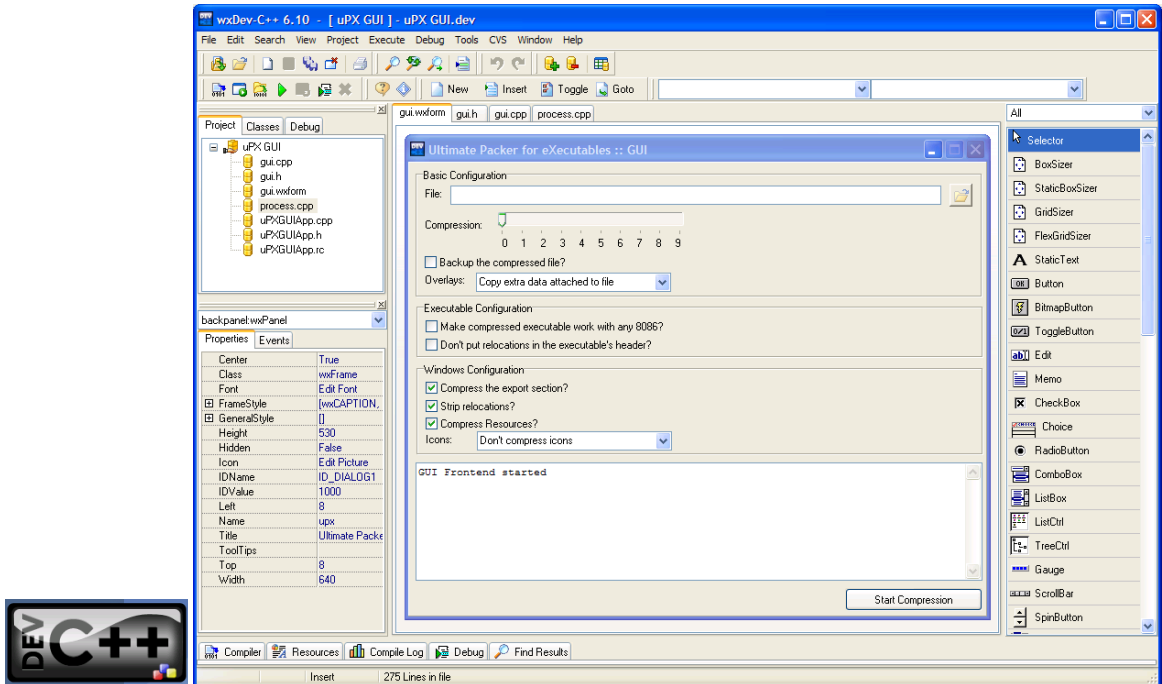 wxDev-C++ 6.10 - [ uPX GUI ] - uPX GUI.dev
File Edit Search View Project Execute Debug Tools CVS Window Help
New Insert Toggle Goto
Project Classes Debug
uPX GUI
gui.cpp
gui.h
gui.wxform
process.cpp
uPXGUIApp.cpp
uPXGUIApp.h
uPXGUIApp.rc
backpanel:wxPanel
Properties Events
Center True
Class wxFrame
Font Edit Font
FrameStyle [wxCAPTION,
GeneralStyle []
Height 530
Hidden False
Icon Edit Picture
IDName ID_DIALOG1
IDValue 1000
Left 8
Name upx
Title Ultimate Packe
ToolTips
Top 8
Width 640
gui.wxform gui.h gui.cpp process.cpp
Ultimate Packer for eXecutables :: GUI
Basic Configuration
File:
Compression:
0 1 2 3 4 5 6 7 8 9
Backup the compressed file?
Overlays: Copy extra data attached to file
Executable Configuration
Make compressed executable work with any 8086?
Don't put relocations in the executable's header?
Windows Configuration
Compress the export section?
Strip relocations?
Compress Resources?
Icons: Don't compress icons
GUI Frontend started
Start Compression
All
Selector
BoxSizer
StaticBoxSizer
GridSizer
FlexGridSizer
A StaticText
OK Button
BitmapButton
ToggleButton
ab Edit
Memo
CheckBox
Choice
RadioButton
ComboBox
ListBox
ListCtrl
TreeCtrl
Gauge
ScrollBar
SpinButton
Compiler Resources Compile Log Debug Find Results
Insert 275 Lines in file
DEV C++